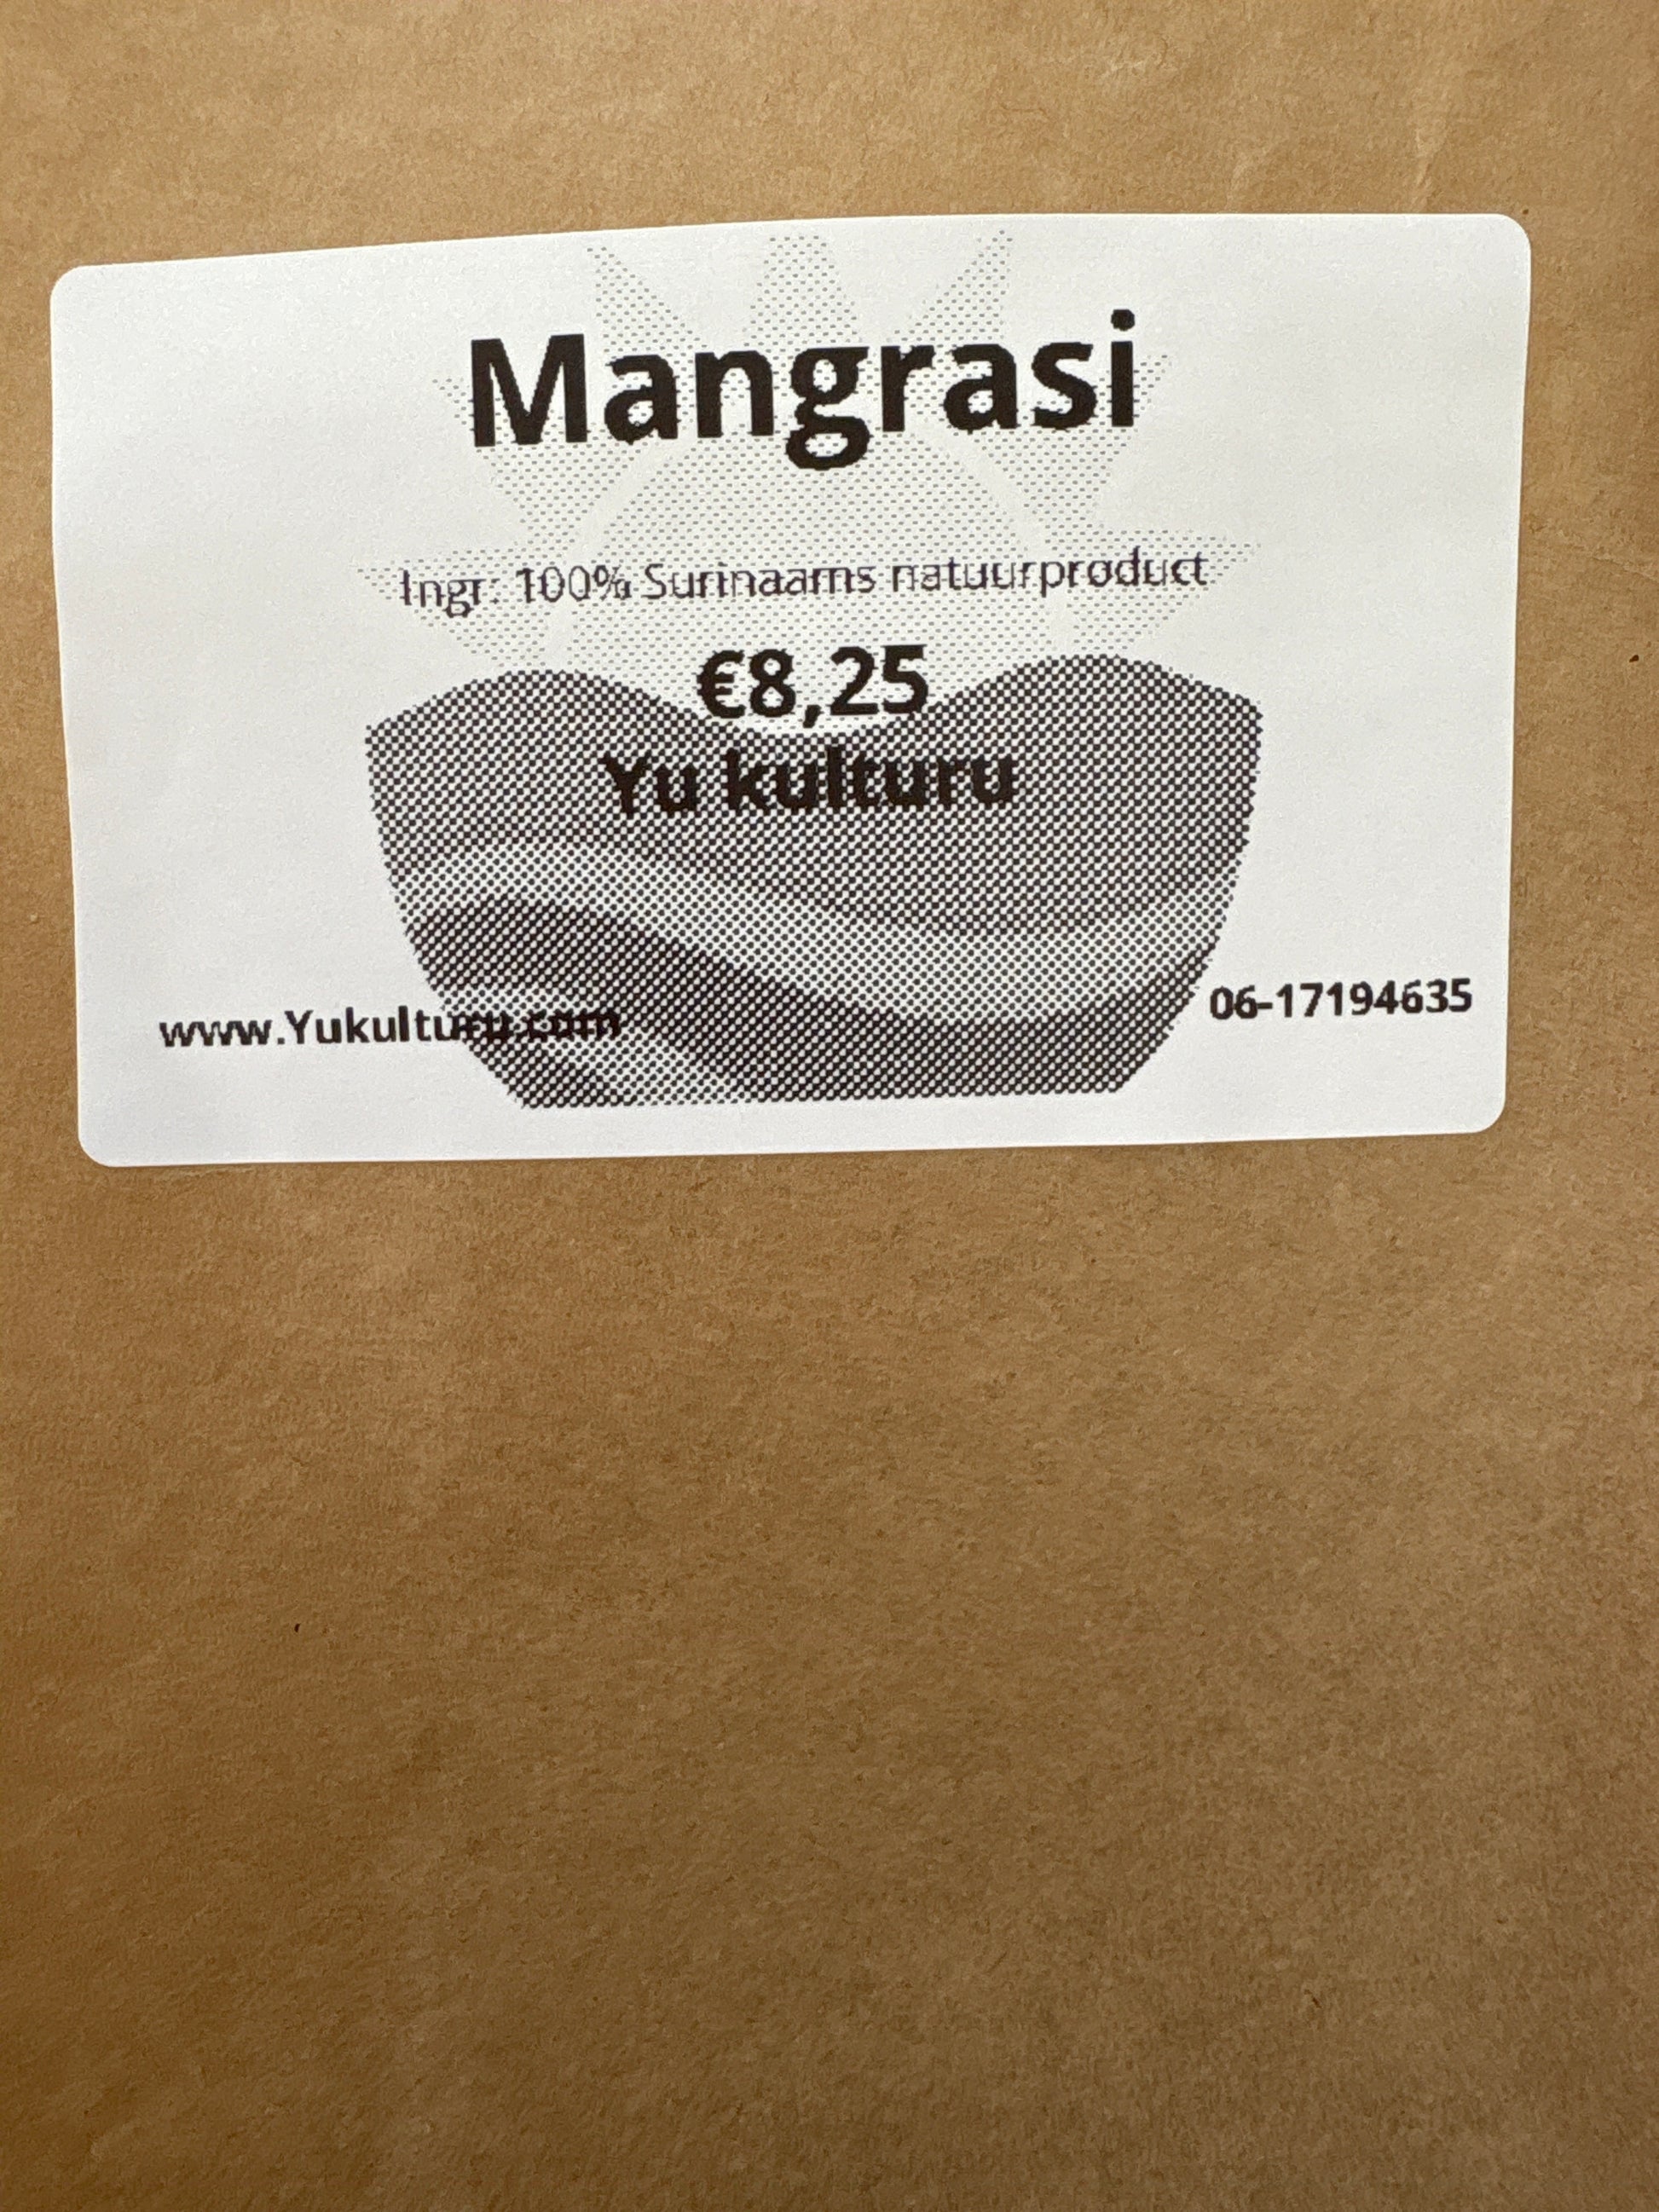 Mangrasi
Ingr: 100% Surinaams natuurproduct
€8,25
Yu kulturu
www.Yukulturu.com
06-17194635